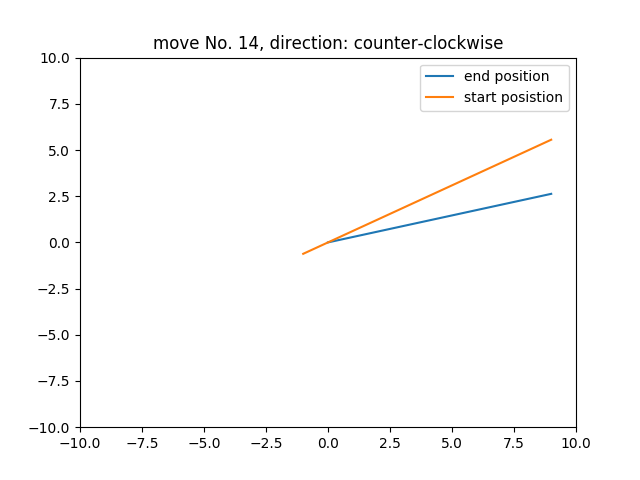 move No. 14, direction: counter-clockwise
end position
start posistion
10.0
7.5
5.0
2.5
0.0
−2.5
−5.0
−7.5
−10.0
−10.0 −7.5 −5.0 −2.5 0.0 2.5 5.0 7.5 10.0